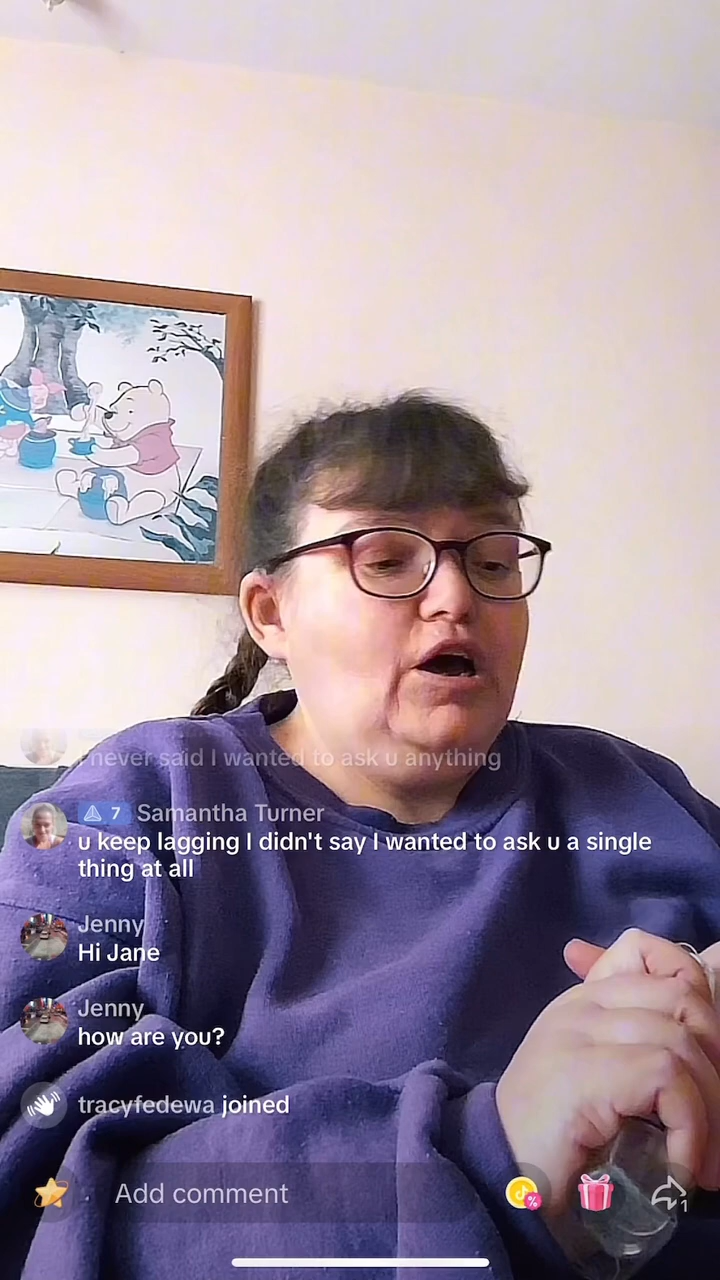 I never said I wanted to ask u anything
7 Samantha Turner
u keep lagging I didn't say I wanted to ask u a single
thing at all
Jenny
Hi Jane
Jenny
how are you?
tracyfedewa joined
Add comment
1